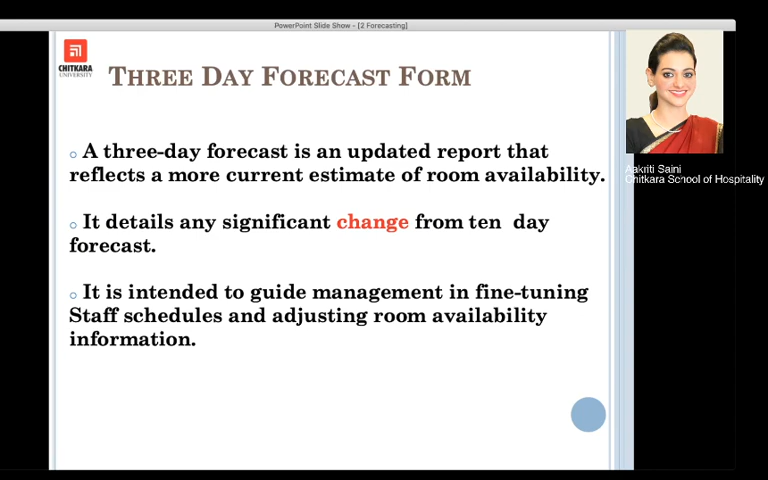 PowerPoint Slide Show - [2 Forecasting]
CHITKARA
UNIVERSITY
THREE DAY FORECAST FORM
A three-day forecast is an updated report that
reflects a more current estimate of room availability.
It details any significant change from ten day
forecast.
It is intended to guide management in fine-tuning
Staff schedules and adjusting room availability
information.
Aakriti Saini
Chitkara School of Hospitality